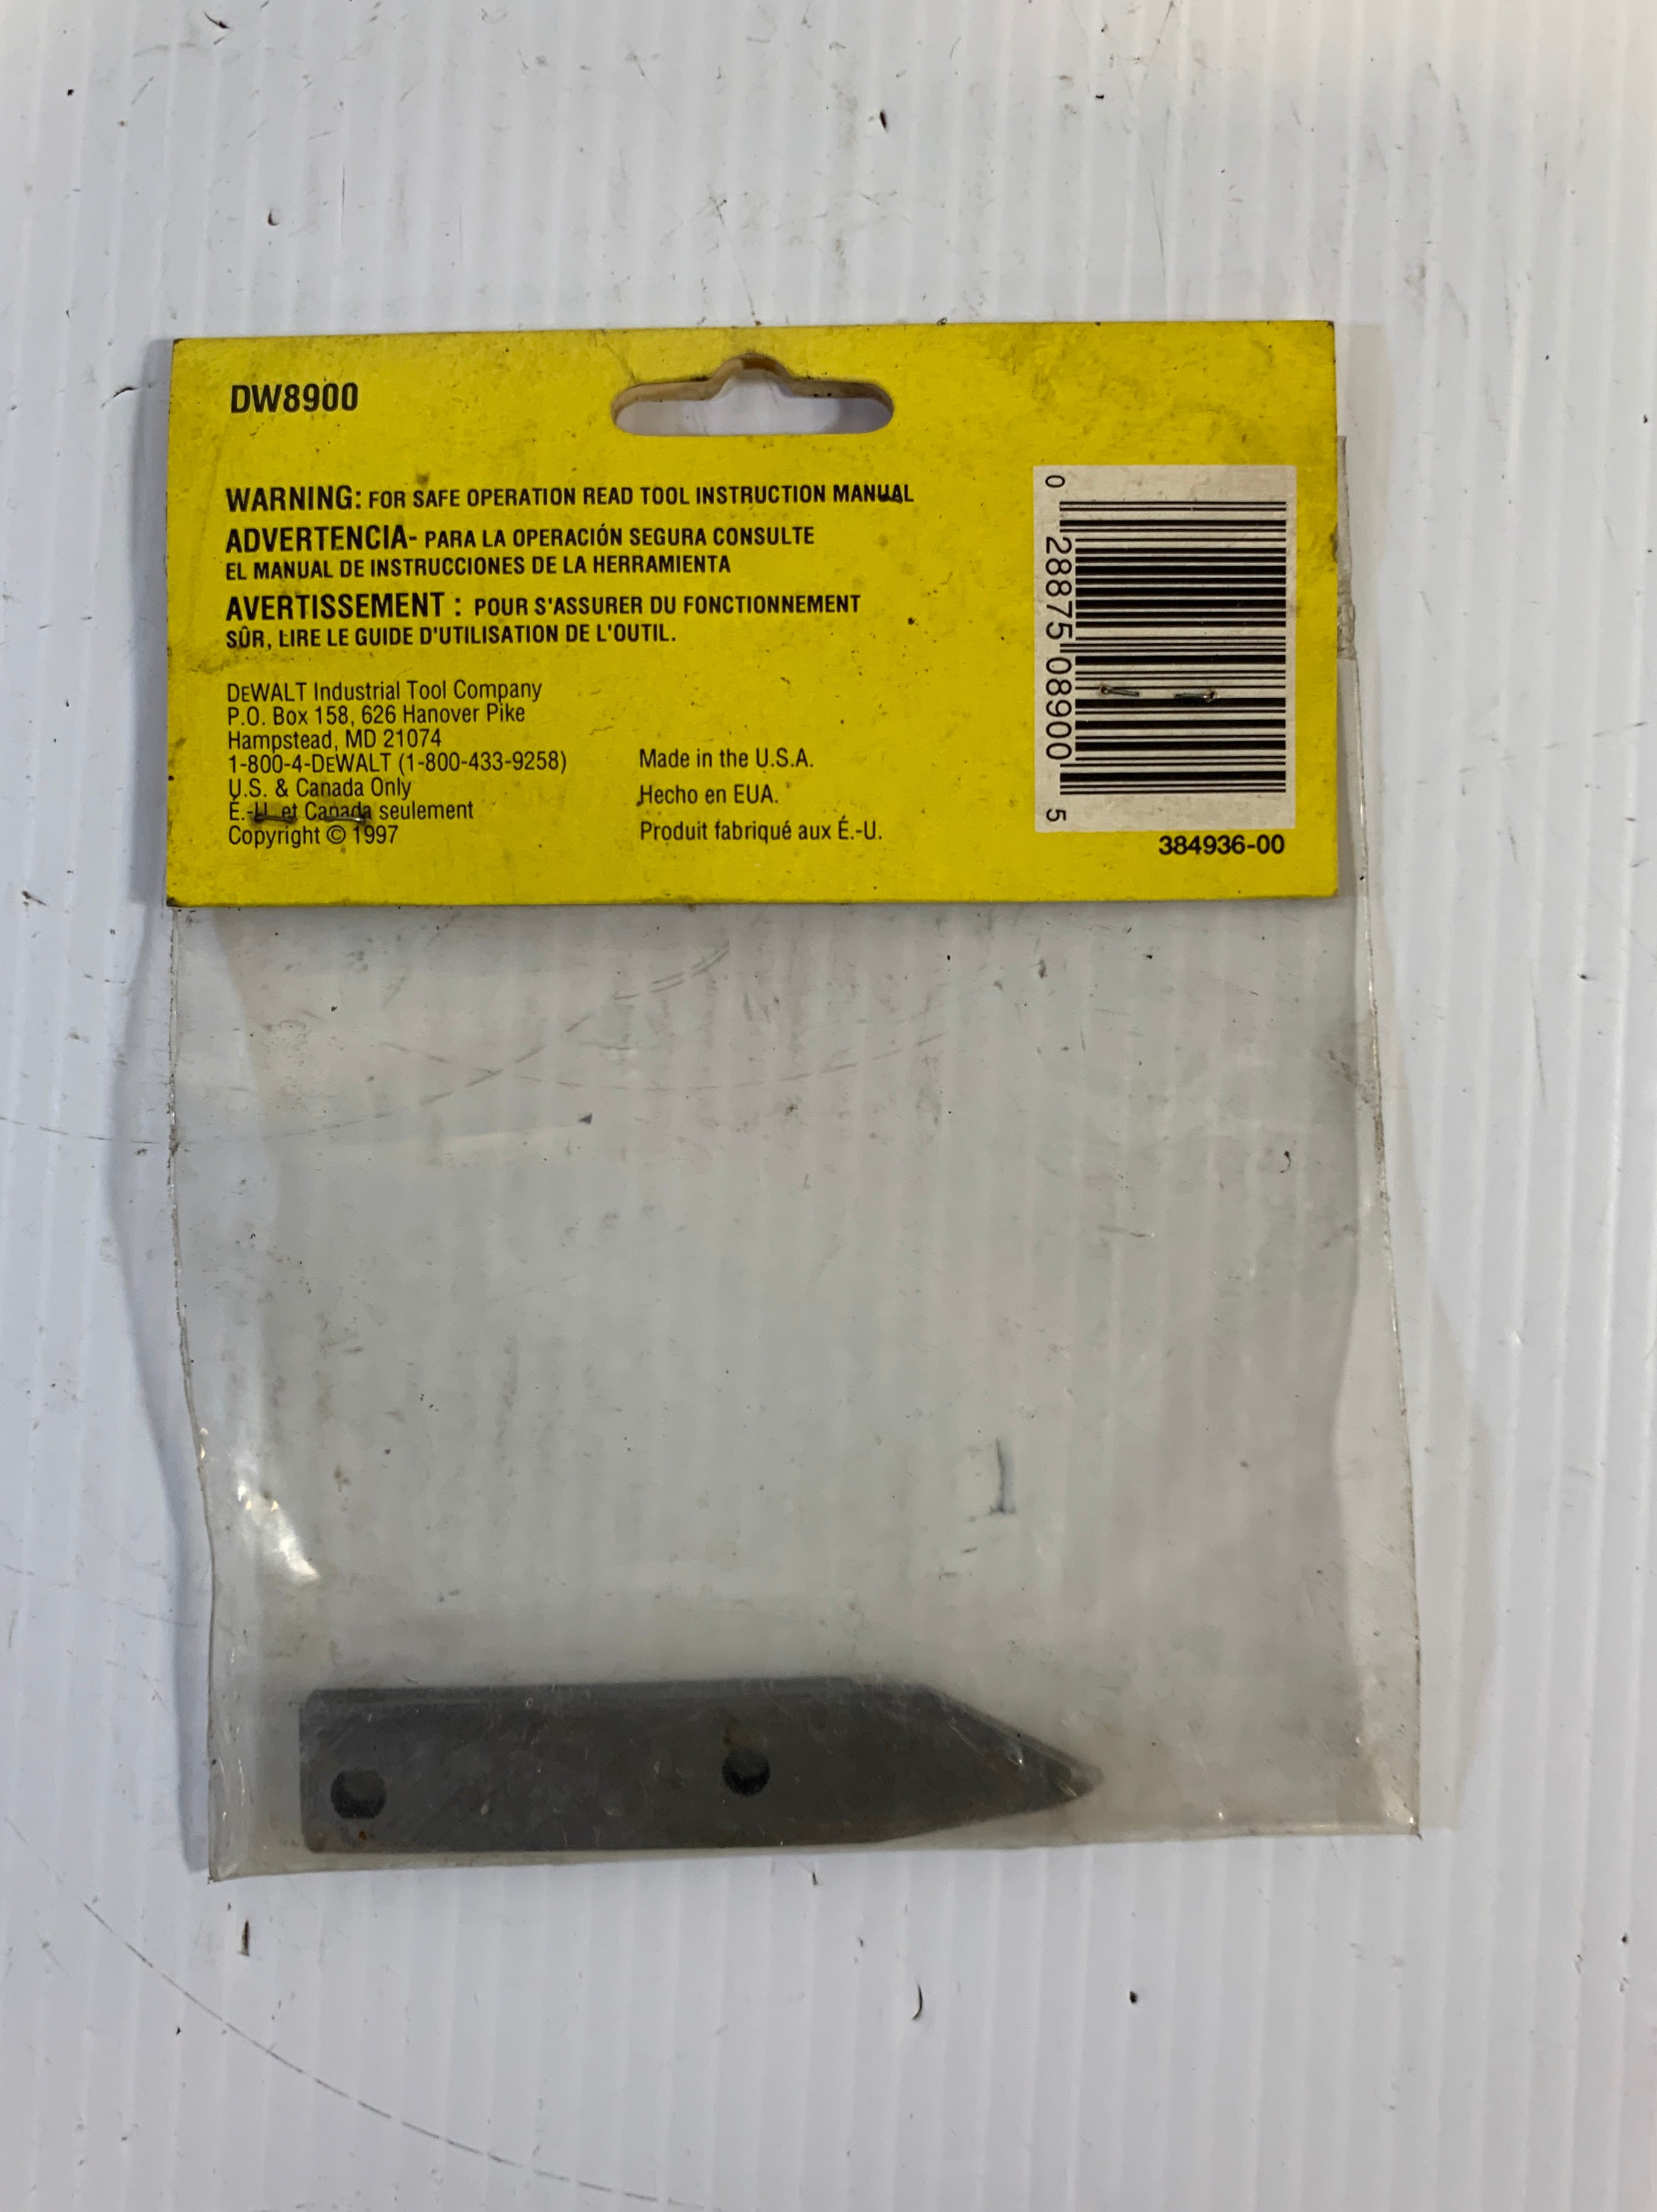 DW8900
WARNING: FOR SAFE OPERATION READ TOOL INSTRUCTION MANUAL
ADVERTENCIA- PARA LA OPERACIÓN SEGURA CONSULTE
EL MANUAL DE INSTRUCCIONES DE LA HERRAMIENTA
AVERTISSEMENT : POUR S'ASSURER DU FONCTIONNEMENT
SÛR, LIRE LE GUIDE D'UTILISATION DE L'OUTIL.
DEWALT Industrial Tool Company
P.O. Box 158, 626 Hanover Pike
Hampstead, MD 21074
1-800-4-DEWALT (1-800-433-9258)
U.S. & Canada Only
É.-U. et Canada seulement
Copyright © 1997
Made in the U.S.A.
Hecho en EUA.
Produit fabriqué aux É.-U.
0 28875 08900 5
384936-00